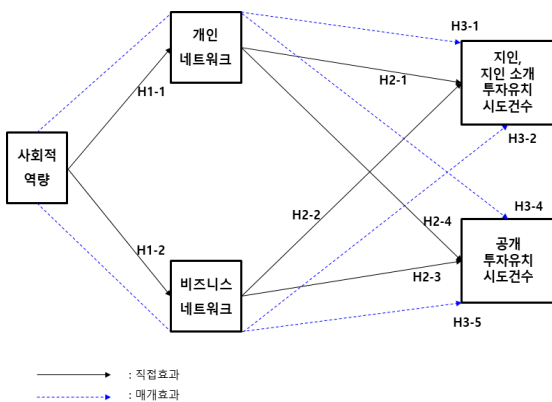 개인
네트워크
H3-1
지인,
지인 소개
투자유치
시도건수
H2-1
H1-1
H3-2
사회적
역량
H2-2
H3-4
H2-4
H1-2
공개
투자유치
시도건수
비즈니스
네트워크
H2-3
H3-5
: 직접효과
: 매개효과